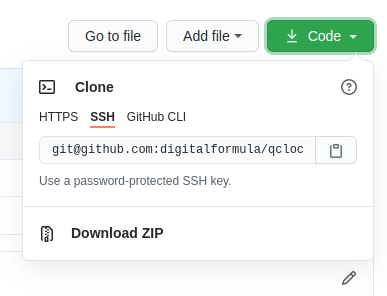 Go to file Add file Code
Clone
HTTPS SSH GitHub CLI
git@github.com:digitalformula/qcloc
Use a password-protected SSH key.
Download ZIP